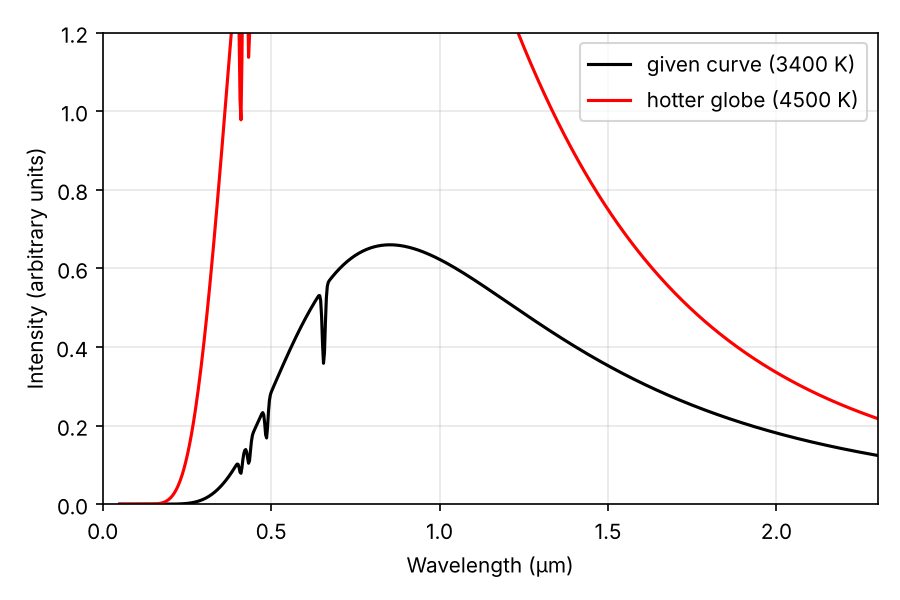 given curve (3400 K)
hotter globe (4500 K)
Intensity (arbitrary units)
1.2
1.0
0.8
0.6
0.4
0.2
0.0
0.0 0.5 1.0 1.5 2.0
Wavelength (µm)